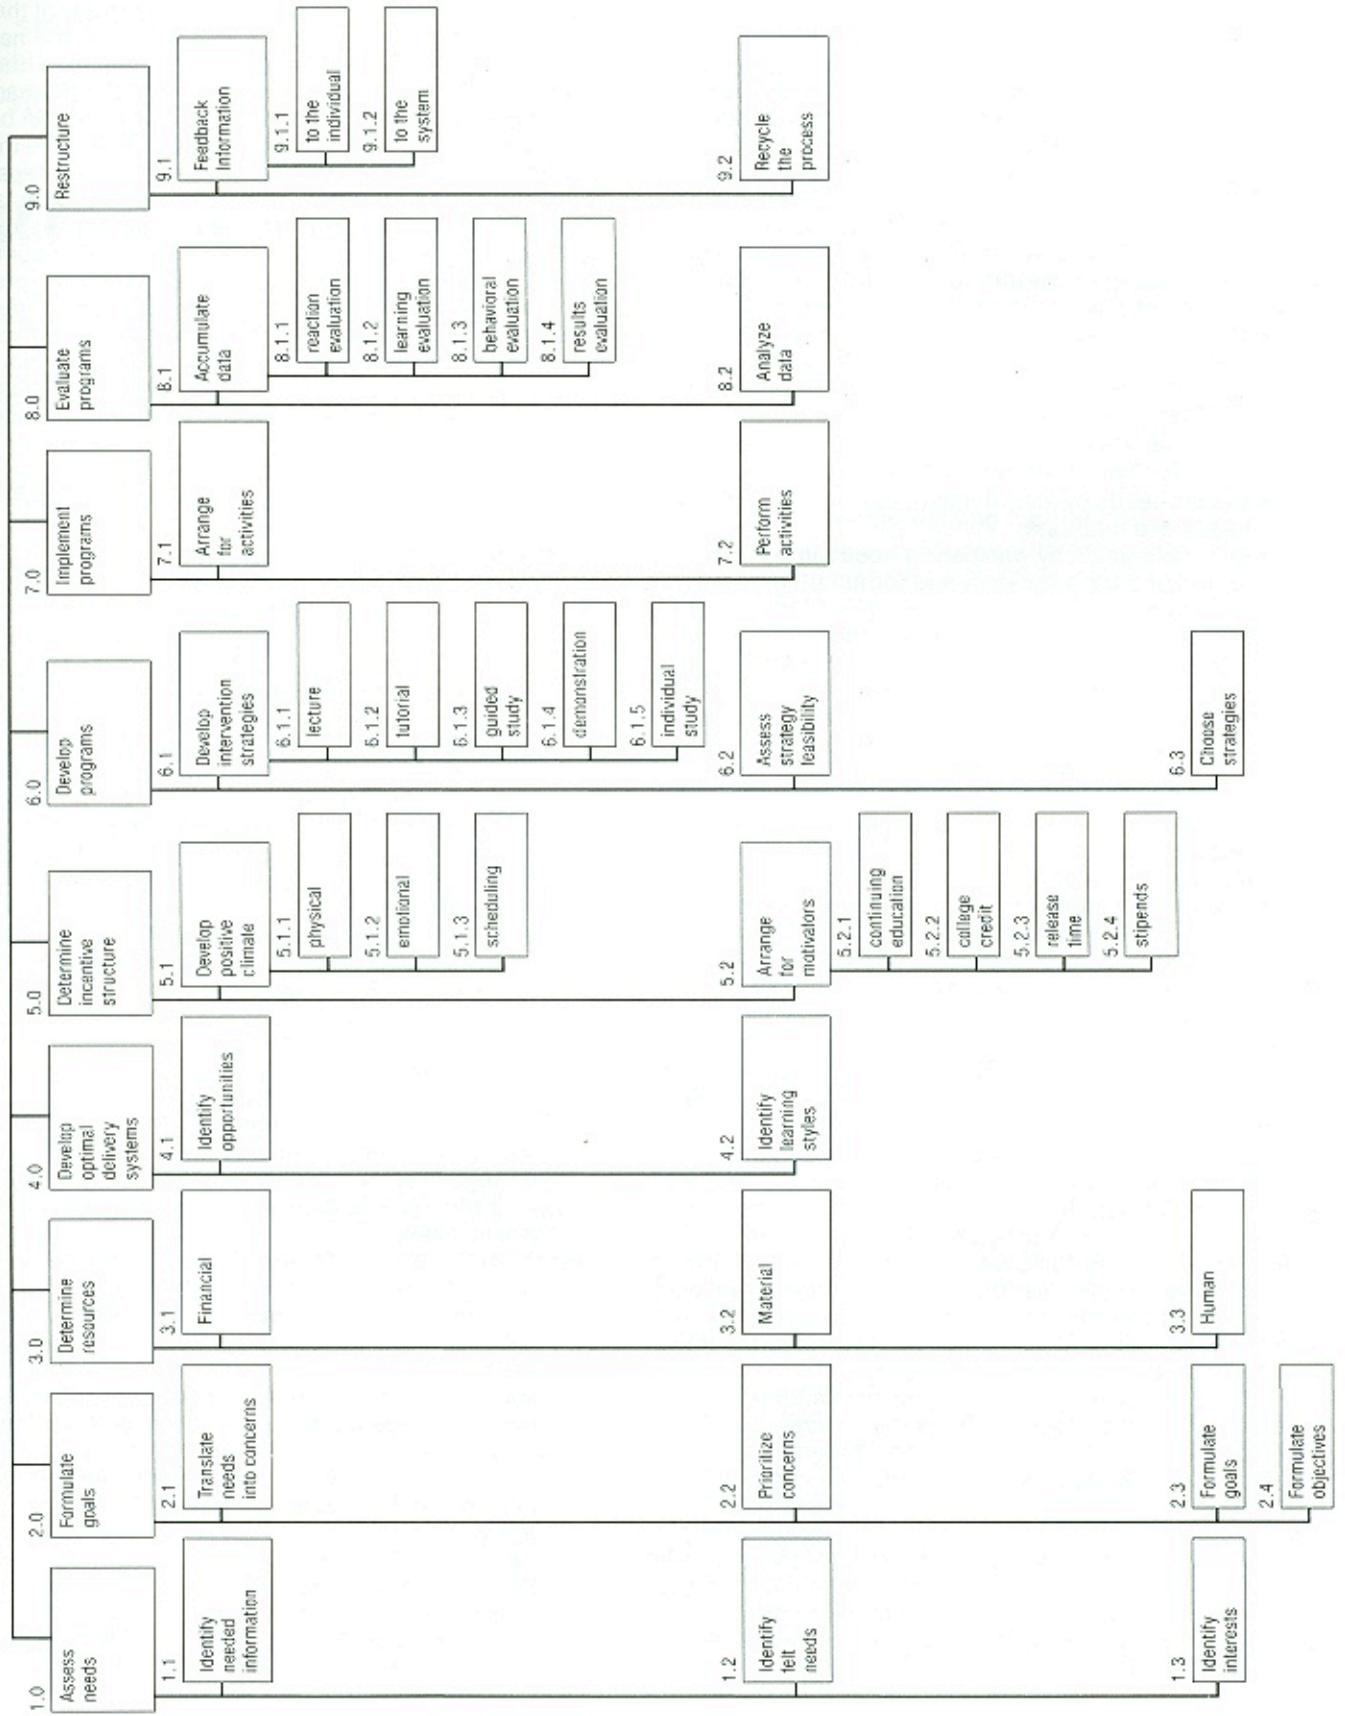 1.0
Assess
needs
1.1
Identify
needed
information
1.2
Identify
felt
needs
1.3
Identify
interests
2.0
Formulate
goals
2.1
Translate
needs
into concerns
2.2
Prioritize
concerns
2.3
Formulate
goals
2.4
Formulate
objectives
3.0
Determine
resources
3.1
Financial
3.2
Material
3.3
Human
4.0
Develop
optimal
delivery
systems
4.1
Identify
opportunities
4.2
Identify
learning
styles
5.0
Determine
incentive
structure
5.1
Develop
positive
climate
5.1.1
physical
5.1.2
emotional
5.1.3
scheduling
5.2
Arrange
for
motivators
5.2.1
continuing
education
5.2.2
college
credit
5.2.3
release
time
5.2.4
stipends
6.0
Develop
programs
6.1
Develop
intervention
strategies
6.1.1
lecture
6.1.2
tutorial
6.1.3
guided
study
6.1.4
demonstration
6.1.5
individual
study
6.2
Assess
strategy
feasibility
6.3
Choose
strategies
7.0
Implement
programs
7.1
Arrange
for
activities
7.2
Perform
activities
8.0
Evaluate
programs
8.1
Accumulate
data
8.1.1
reaction
evaluation
8.1.2
learning
evaluation
8.1.3
behavioral
evaluation
8.1.4
results
evaluation
8.2
Analyze
data
9.0
Restructure
9.1
Feedback
Information
9.1.1
to the
individual
9.1.2
to the
system
9.2
Recycle
the
process